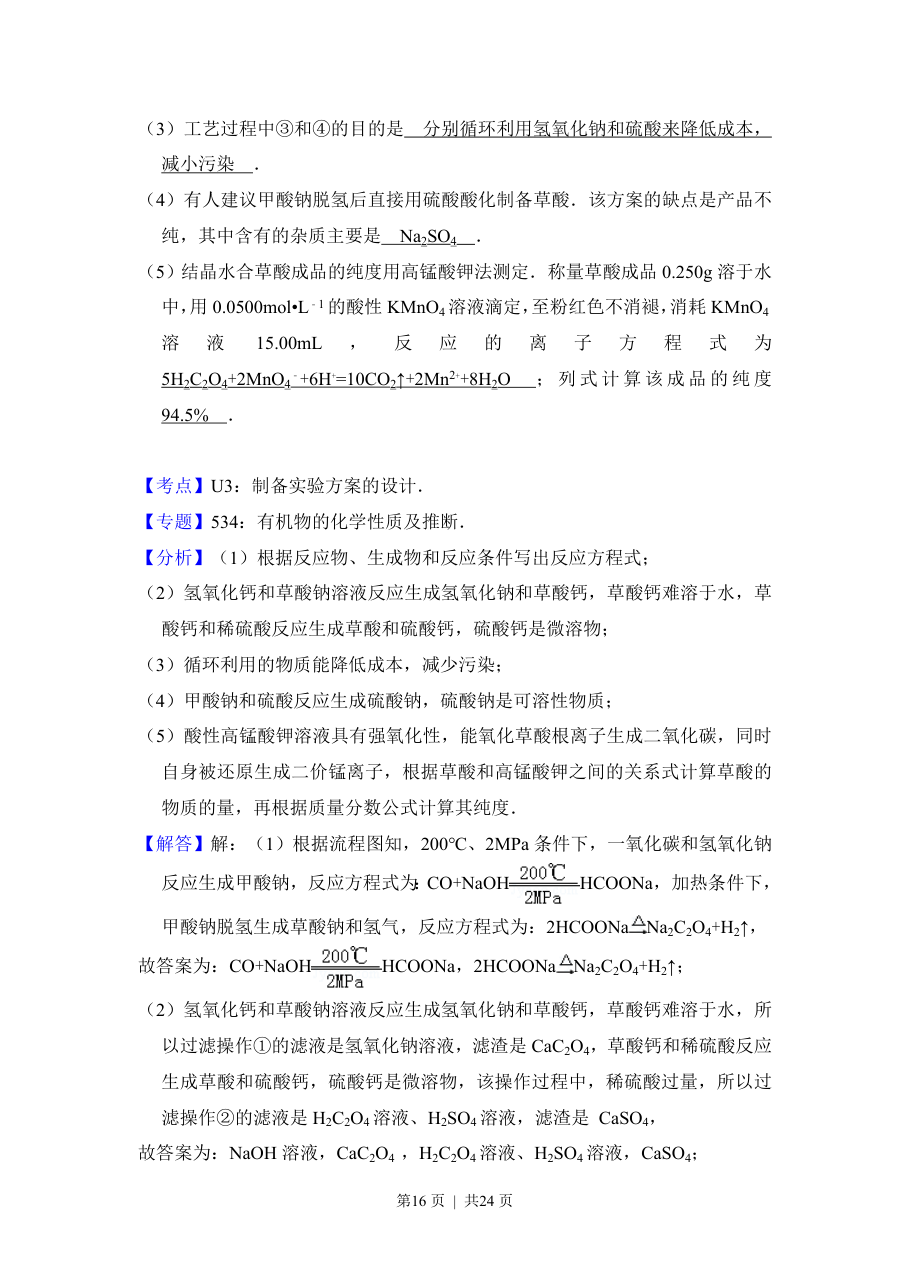 （3）工艺过程中③和④的目的是　分别循环利用氢氧化钠和硫酸来降低成本，
减小污染　．
（4）有人建议甲酸钠脱氢后直接用硫酸酸化制备草酸．该方案的缺点是产品不
纯，其中含有的杂质主要是　Na₂SO₄　．
（5）结晶水合草酸成品的纯度用高锰酸钾法测定．称量草酸成品 0.250g 溶于水
中，用 0.0500mol•L⁻¹ 的酸性 KMnO₄ 溶液滴定，至粉红色不消褪，消耗 KMnO₄
溶液 15.00mL ，反应的离子方程式为
5H₂C₂O₄+2MnO₄⁻+6H⁺=10CO₂↑+2Mn²⁺+8H₂O　；列式计算该成品的纯度
94.5%　．
【考点】U3：制备实验方案的设计．
【专题】534：有机物的化学性质及推断．
【分析】（1）根据反应物、生成物和反应条件写出反应方程式；
（2）氢氧化钙和草酸钠溶液反应生成氢氧化钠和草酸钙，草酸钙难溶于水，草
酸钙和稀硫酸反应生成草酸和硫酸钙，硫酸钙是微溶物；
（3）循环利用的物质能降低成本，减少污染；
（4）甲酸钠和硫酸反应生成硫酸钠，硫酸钠是可溶性物质；
（5）酸性高锰酸钾溶液具有强氧化性，能氧化草酸根离子生成二氧化碳，同时
自身被还原生成二价锰离子，根据草酸和高锰酸钾之间的关系式计算草酸的
物质的量，再根据质量分数公式计算其纯度．
【解答】解：（1）根据流程图知，200℃、2MPa 条件下，一氧化碳和氢氧化钠
反应生成甲酸钠，反应方程式为：CO+NaOH 200℃ 2MPa HCOONa，加热条件下，
甲酸钠脱氢生成草酸钠和氢气，反应方程式为：2HCOONa△→Na₂C₂O₄+H₂↑，
故答案为：CO+NaOH 200℃ 2MPa HCOONa，2HCOONa△→Na₂C₂O₄+H₂↑；
（2）氢氧化钙和草酸钠溶液反应生成氢氧化钠和草酸钙，草酸钙难溶于水，所
以过滤操作①的滤液是氢氧化钠溶液，滤渣是 CaC₂O₄，草酸钙和稀硫酸反应
生成草酸和硫酸钙，硫酸钙是微溶物，该操作过程中，稀硫酸过量，所以过
滤操作②的滤液是 H₂C₂O₄ 溶液、H₂SO₄ 溶液，滤渣是 CaSO₄，
故答案为：NaOH 溶液，CaC₂O₄ ，H₂C₂O₄ 溶液、H₂SO₄ 溶液，CaSO₄；
第16 页 | 共24 页